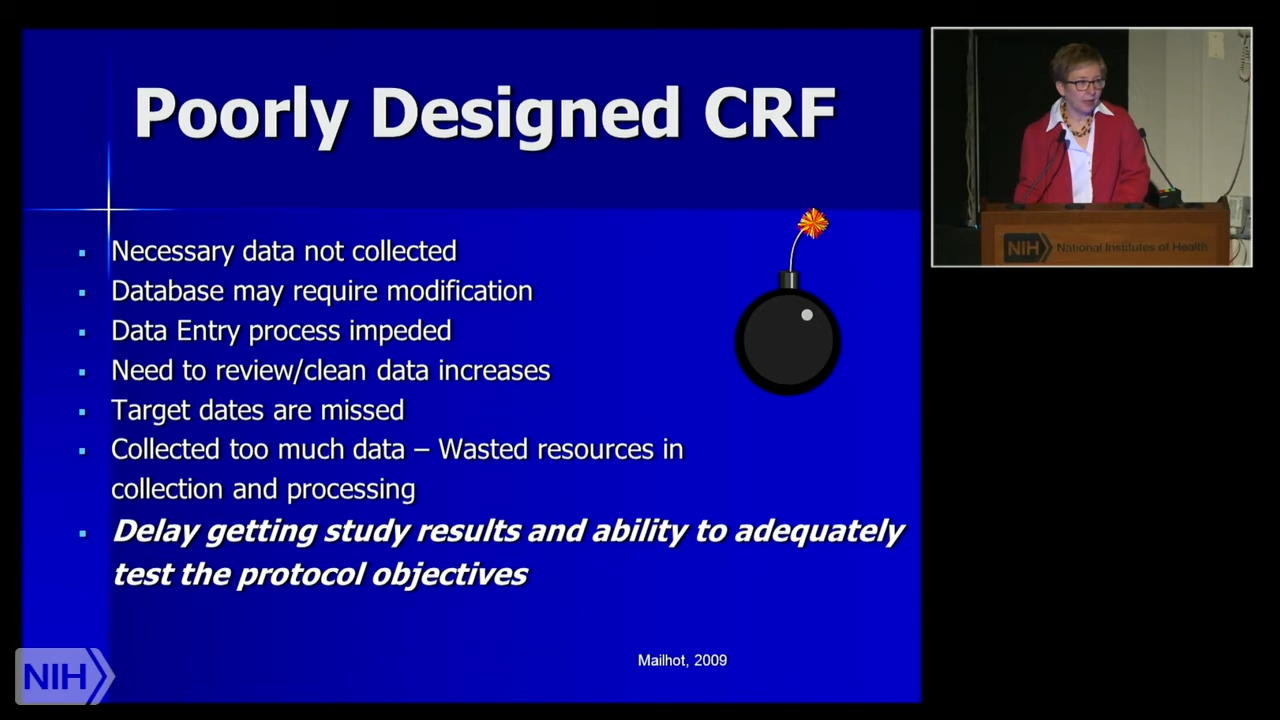 Poorly Designed CRF
Necessary data not collected
Database may require modification
Data Entry process impeded
Need to review/clean data increases
Target dates are missed
Collected too much data – Wasted resources in
collection and processing
Delay getting study results and ability to adequately
test the protocol objectives
Mailhot, 2009
NIH
NIH National Institutes of Health